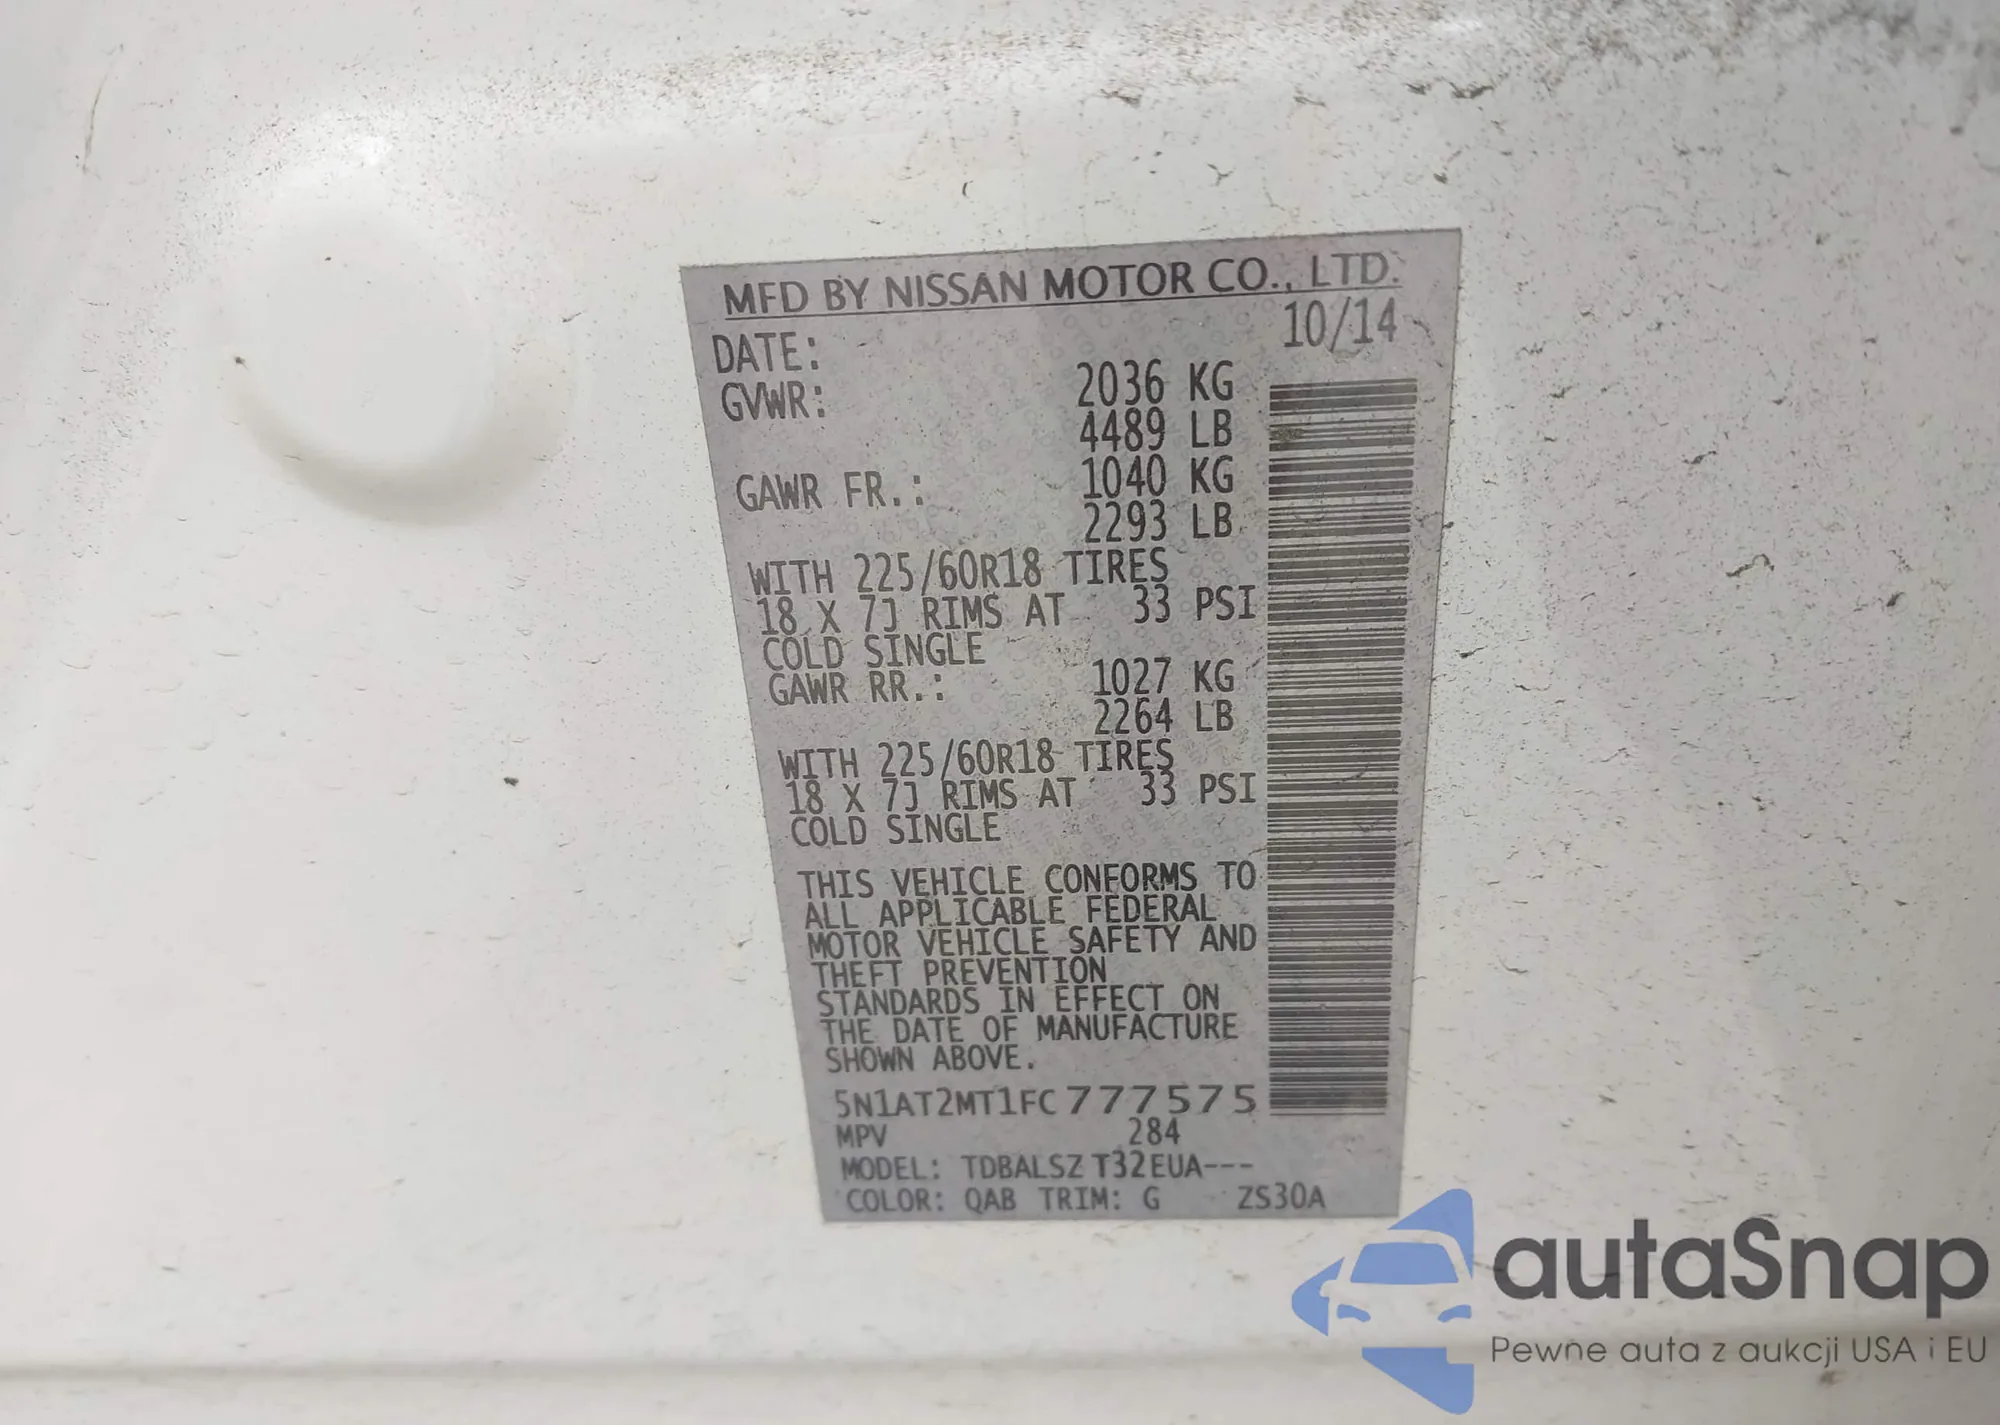 MFD BY NISSAN MOTOR CO., LTD.
DATE: 10/14
GVWR: 2036 KG
4489 LB
GAWR FR.: 1040 KG
2293 LB
WITH 225/60R18 TIRES
18 X 7J RIMS AT 33 PSI
COLD SINGLE
GAWR RR.: 1027 KG
2264 LB
WITH 225/60R18 TIRES
18 X 7J RIMS AT 33 PSI
COLD SINGLE
THIS VEHICLE CONFORMS TO
ALL APPLICABLE FEDERAL
MOTOR VEHICLE SAFETY AND
THEFT PREVENTION
STANDARDS IN EFFECT ON
THE DATE OF MANUFACTURE
SHOWN ABOVE.
5N1AT2MT1FC777575
MPV 284
MODEL: TDBALSZ T32EUA---
COLOR: QAB TRIM: G ZS30A
autaSnap
Pewne auta z aukcji USA i EU